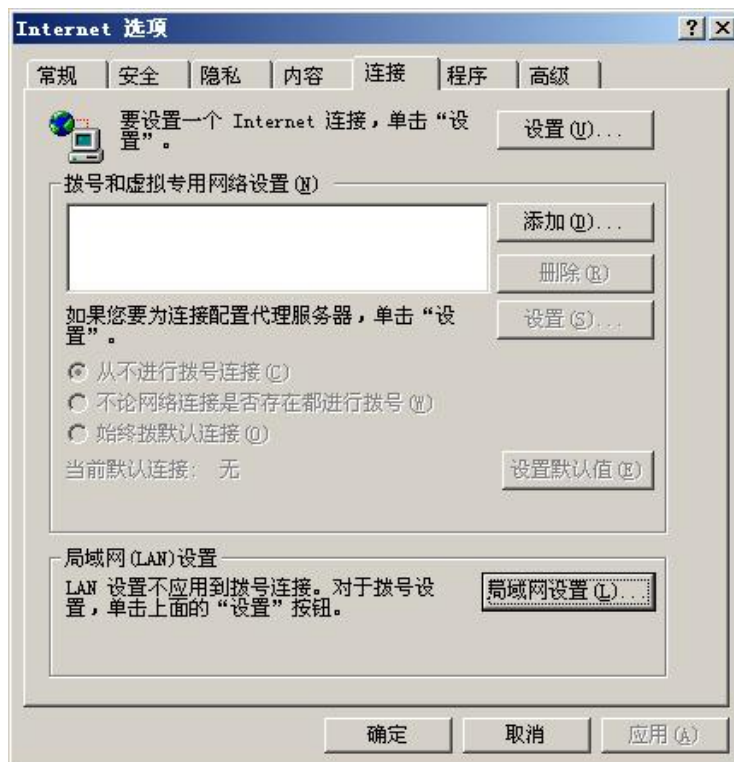 Internet 选项
常规 安全 隐私 内容 连接 程序 高级
要设置一个 Internet 连接，单击“设
置”。
设置(U)...
拨号和虚拟专用网络设置(N)
添加(D)...
删除(R)
如果您要为连接配置代理服务器，单击“设
置”。
设置(S)...
从不进行拨号连接(C)
不论网络连接是否存在都进行拨号(W)
始终拨默认连接(O)
当前默认连接： 无
设置默认值(E)
局域网(LAN)设置
LAN 设置不应用到拨号连接。对于拨号设
置，单击上面的“设置”按钮。
局域网设置(L)...
确定 取消 应用(A)